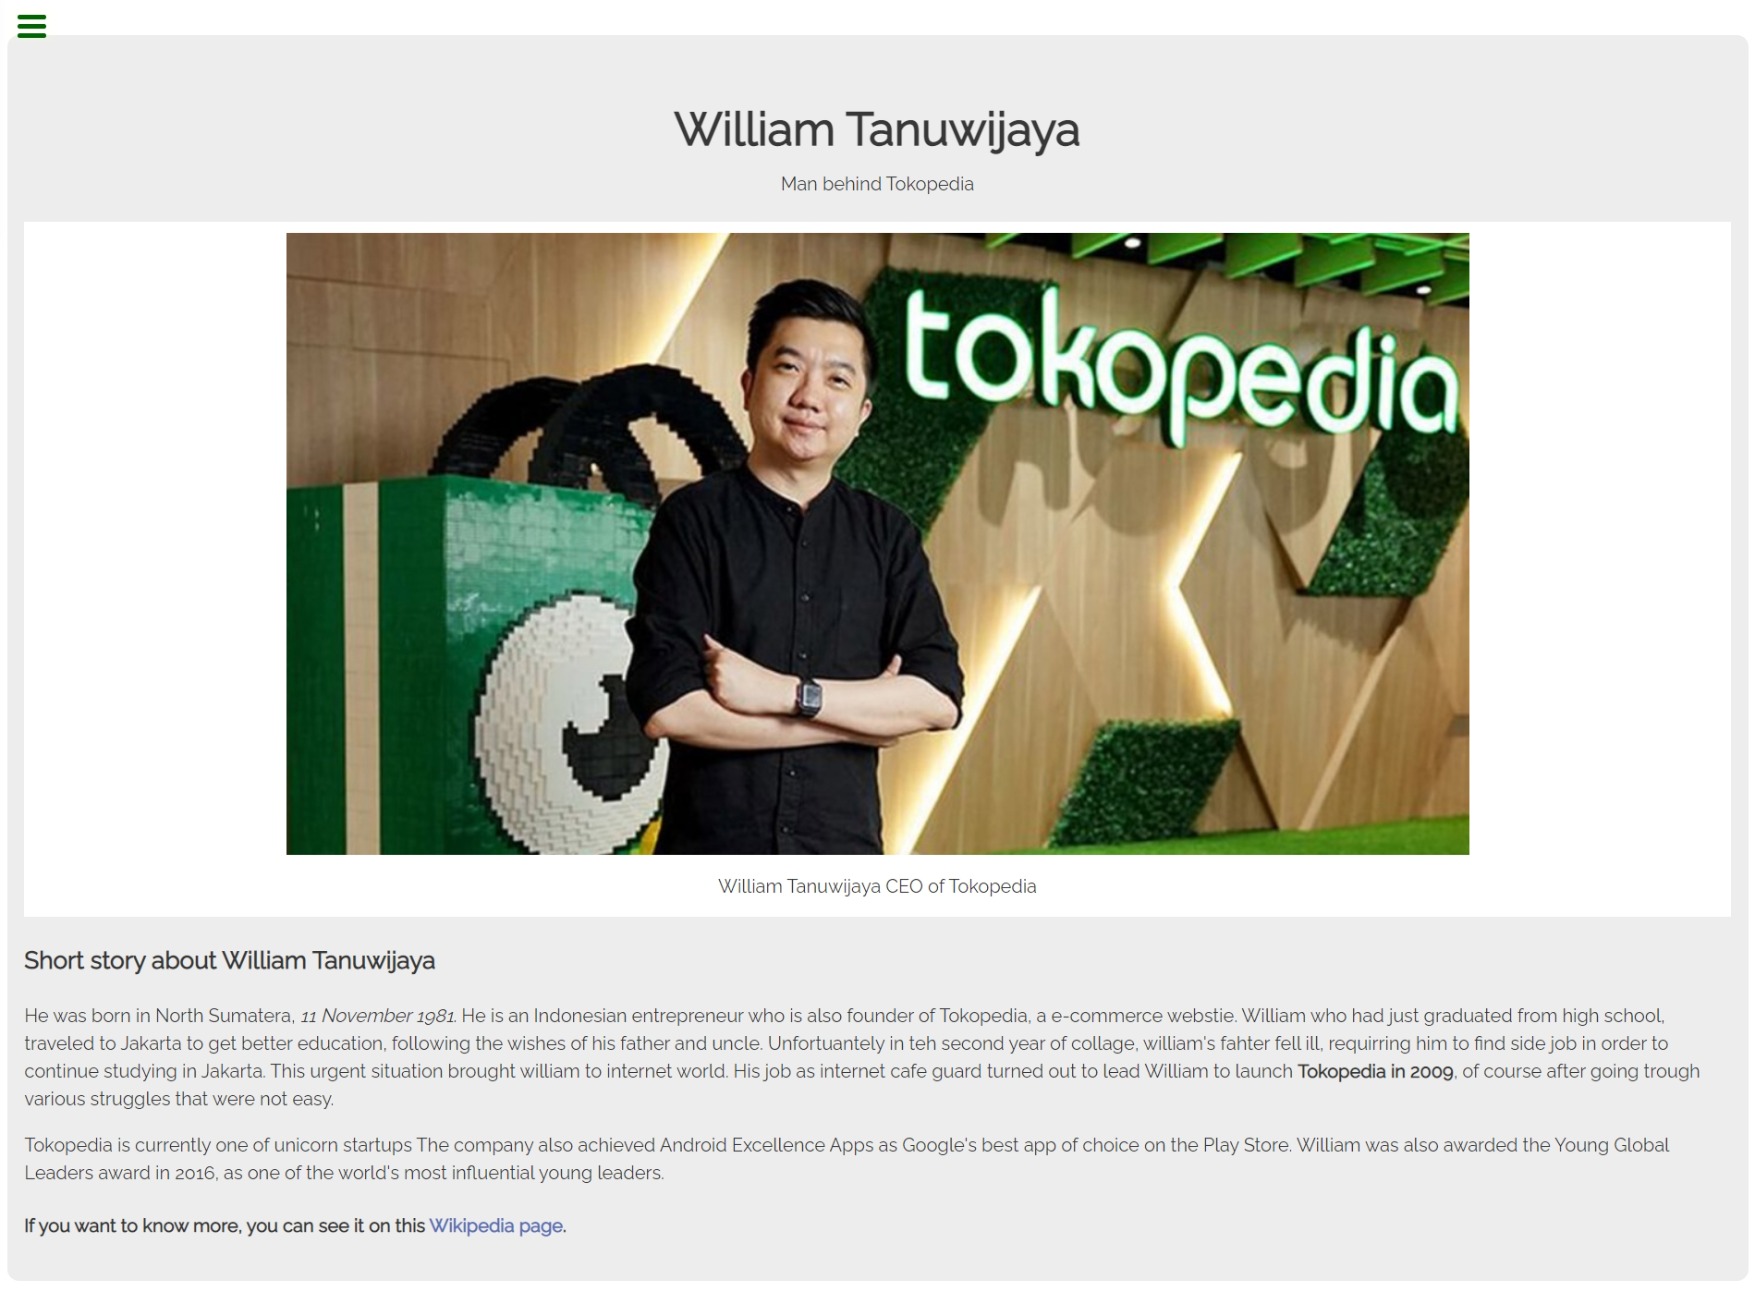 William Tanuwijaya
Man behind Tokopedia
tokopedia
William Tanuwijaya CEO of Tokopedia
Short story about William Tanuwijaya
He was born in North Sumatera, 11 November 1981. He is an Indonesian entrepreneur who is also founder of Tokopedia, a e-commerce webstie. William who had just graduated from high school,
traveled to Jakarta to get better education, following the wishes of his father and uncle. Unfortuantely in teh second year of collage, william's fahter fell ill, requirring him to find side job in order to
continue studying in Jakarta. This urgent situation brought william to internet world. His job as internet cafe guard turned out to lead William to launch Tokopedia in 2009, of course after going trough
various struggles that were not easy.
Tokopedia is currently one of unicorn startups The company also achieved Android Excellence Apps as Google's best app of choice on the Play Store. William was also awarded the Young Global
Leaders award in 2016, as one of the world's most influential young leaders.
If you want to know more, you can see it on this Wikipedia page.